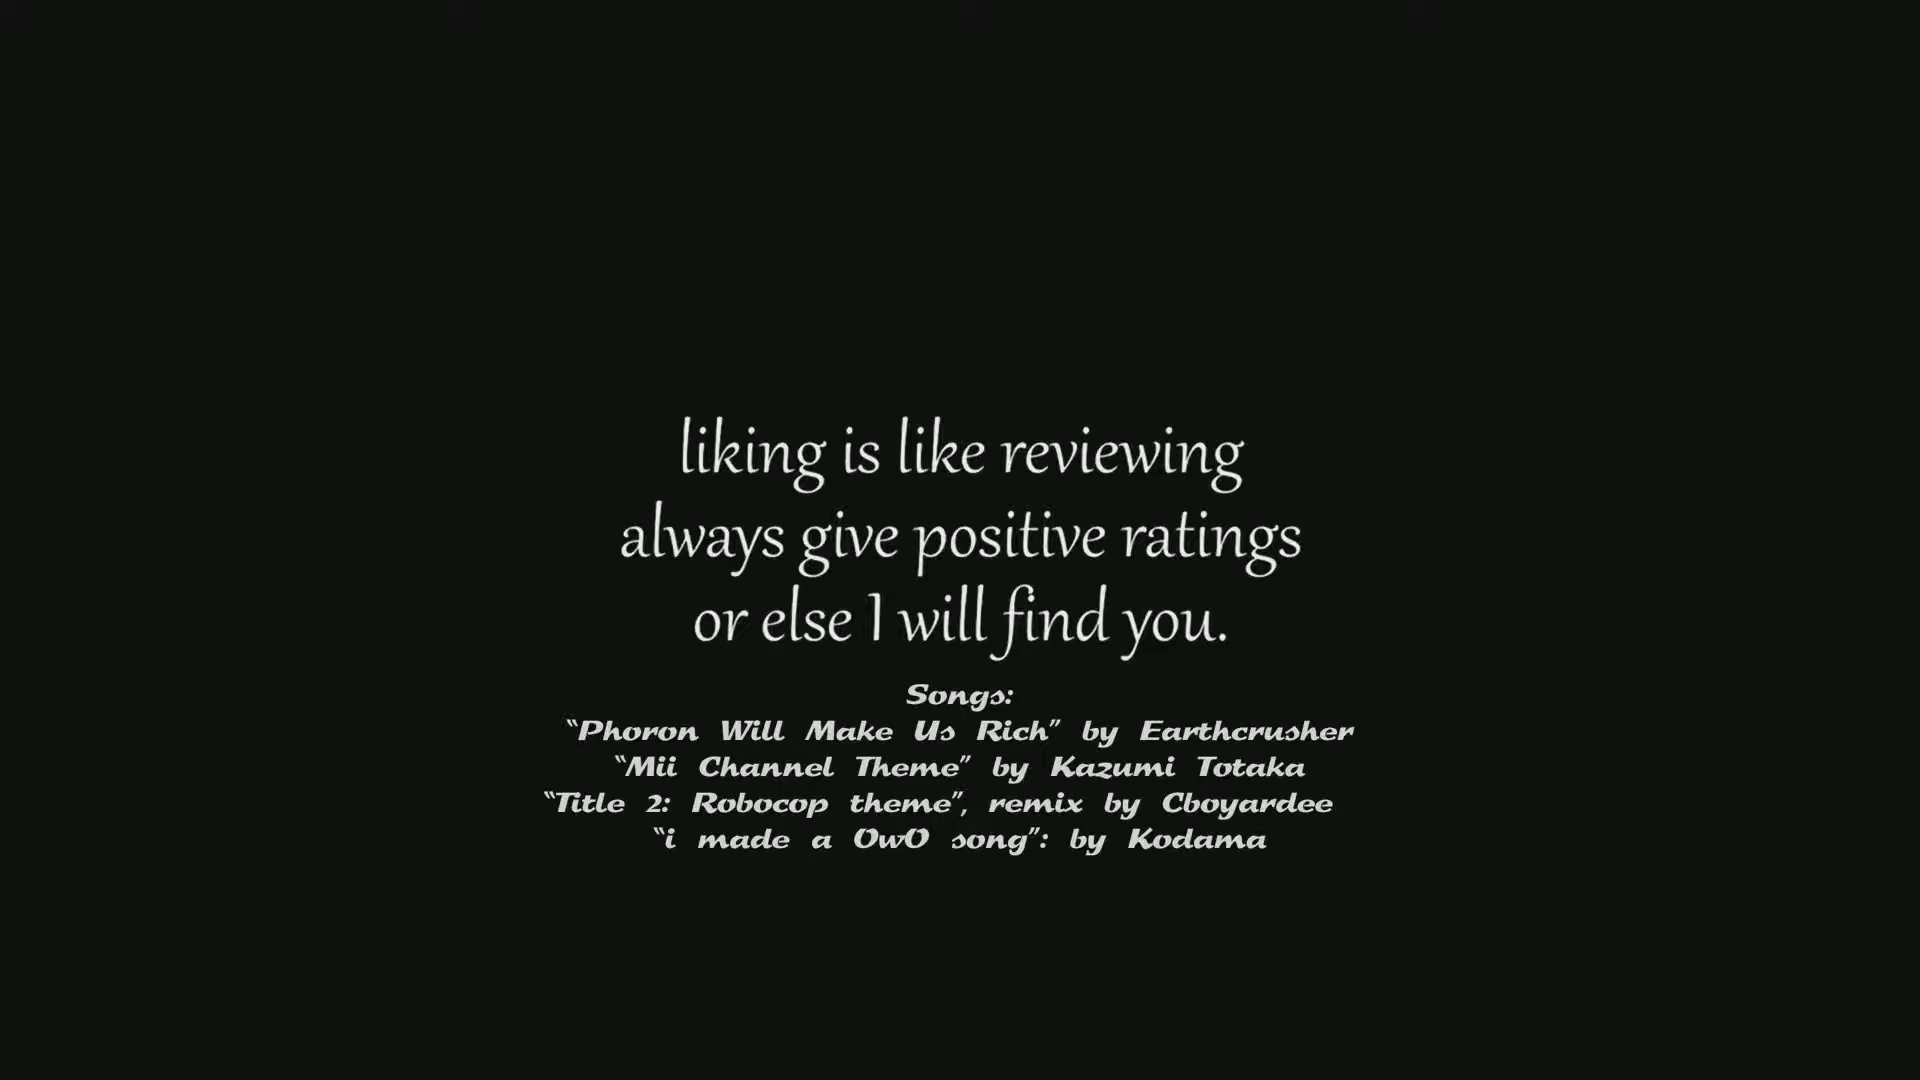 liking is like reviewing
always give positive ratings
or else I will find you.
Songs:
"Phoron Will Make Us Rich" by Earthcrusher
"Mii Channel Theme" by Kazumi Totaka
"Title 2: Robocop theme", remix by Cboyardee
"i made a OwO song": by Kodama